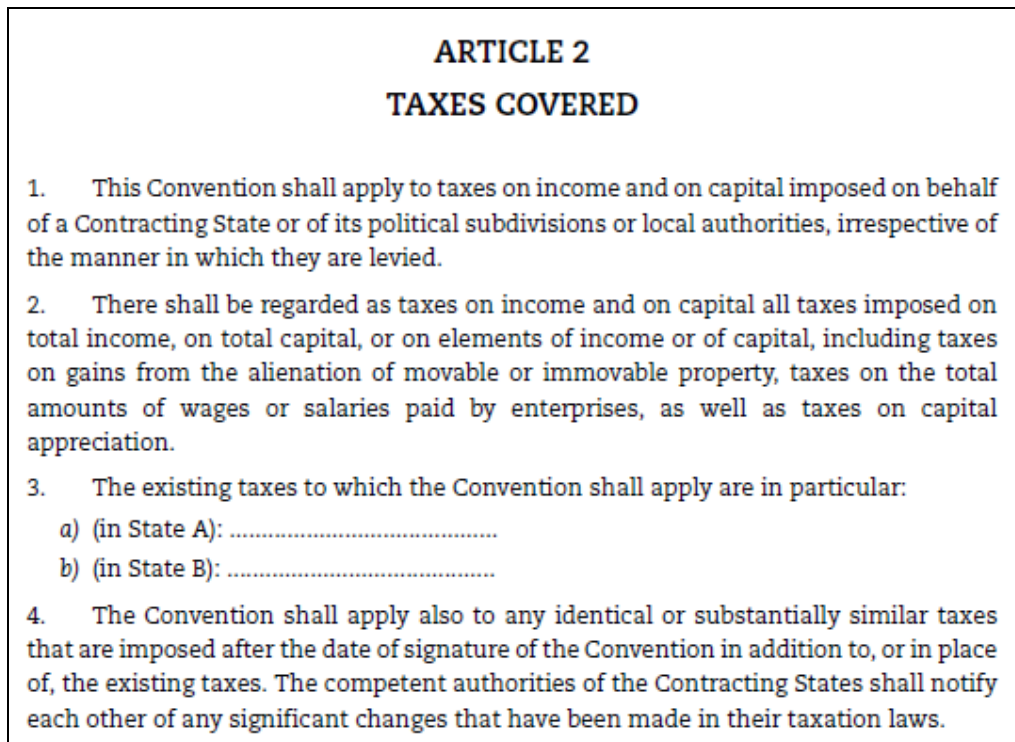 ARTICLE 2
TAXES COVERED
1. This Convention shall apply to taxes on income and on capital imposed on behalf
of a Contracting State or of its political subdivisions or local authorities, irrespective of
the manner in which they are levied.
2. There shall be regarded as taxes on income and on capital all taxes imposed on
total income, on total capital, or on elements of income or of capital, including taxes
on gains from the alienation of movable or immovable property, taxes on the total
amounts of wages or salaries paid by enterprises, as well as taxes on capital
appreciation.
3. The existing taxes to which the Convention shall apply are in particular:
a) (in State A): ..........................................
b) (in State B): ..........................................
4. The Convention shall apply also to any identical or substantially similar taxes
that are imposed after the date of signature of the Convention in addition to, or in place
of, the existing taxes. The competent authorities of the Contracting States shall notify
each other of any significant changes that have been made in their taxation laws.